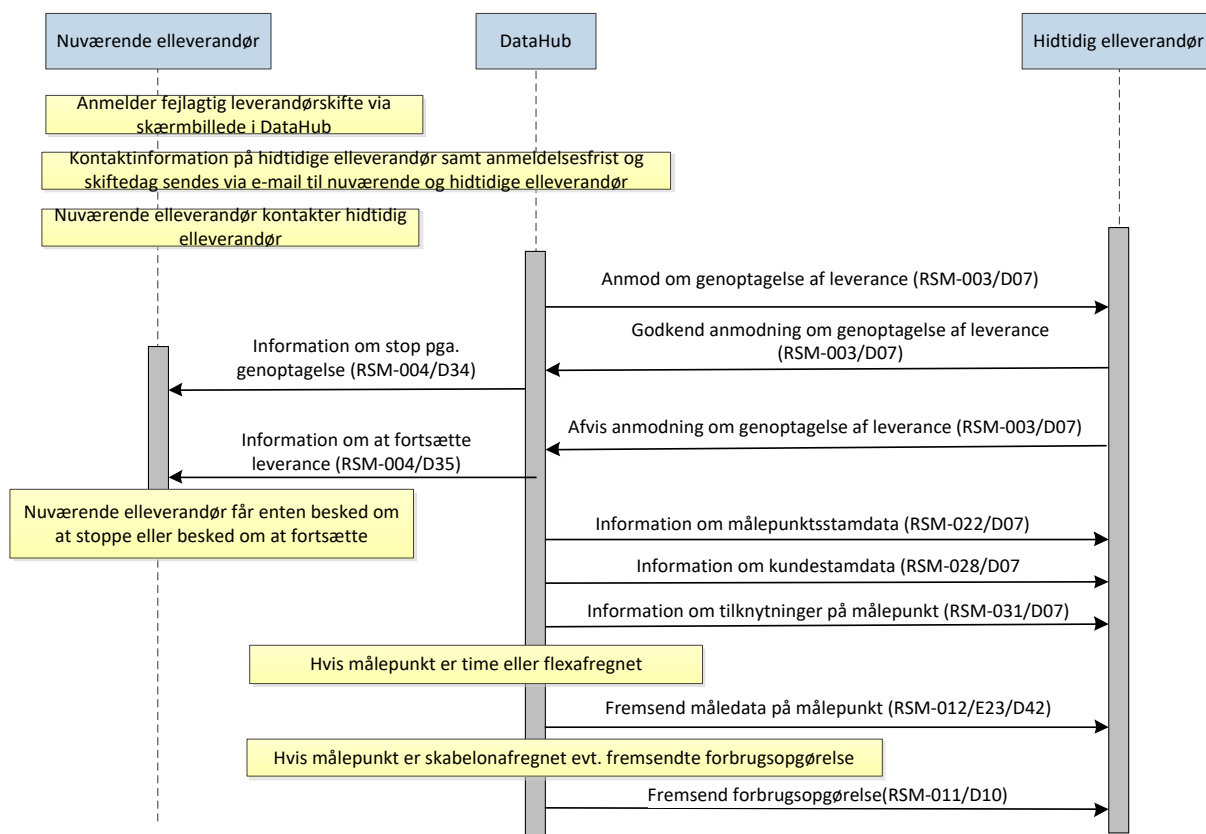 Nuværende elleverandør
DataHub
Hidtidig elleverandør
Anmelder fejlagtig leverandørskifte via
skærmbillede i DataHub
Kontaktinformation på hidtidige elleverandør samt anmeldelsesfrist og
skiftedag sendes via e-mail til nuværende og hidtidige elleverandør
Nuværende elleverandør kontakter hidtidig
elleverandør
Anmod om genoptagelse af leverance (RSM-003/D07)
Godkend anmodning om genoptagelse af leverance
(RSM-003/D07)
Information om stop pga.
genoptagelse (RSM-004/D34)
Afvis anmodning om genoptagelse af leverance (RSM-003/D07)
Information om at fortsætte
leverance (RSM-004/D35)
Nuværende elleverandør får enten besked om
at stoppe eller besked om at fortsætte
Information om målepunktsstamdata (RSM-022/D07)
Information om kundestamdata (RSM-028/D07
Information om tilknytninger på målepunkt (RSM-031/D07)
Hvis målepunkt er time eller flexafregnet
Fremsend måledata på målepunkt (RSM-012/E23/D42)
Hvis målepunkt er skabelonafregnet evt. fremsendte forbrugsopgørelse
Fremsend forbrugsopgørelse(RSM-011/D10)